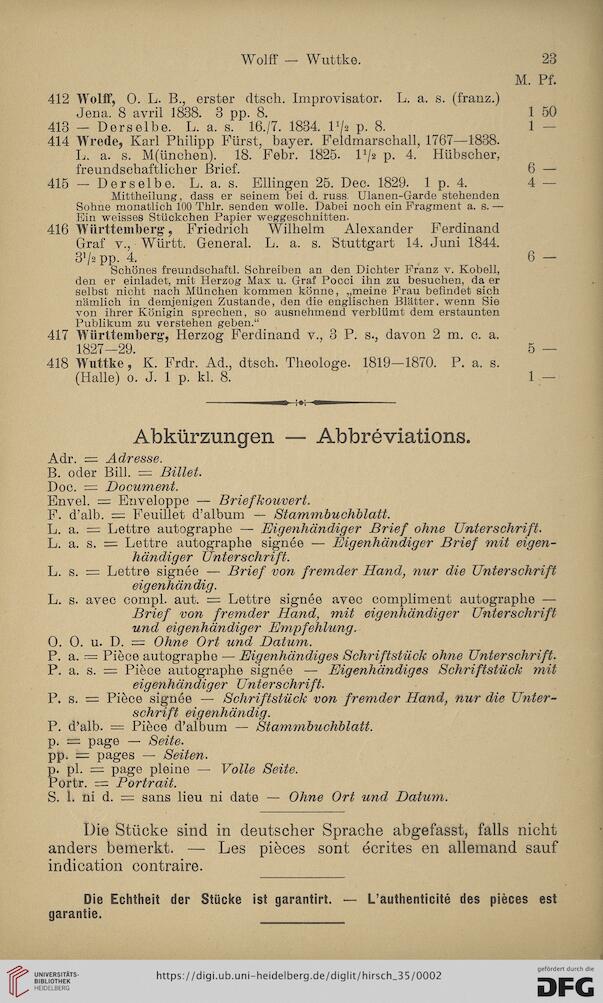 Wolff — Wuttke. 23
M. Pf.
412 Wolff, O. L. B., erster dtsch. Improvisator. L. a. s. (franz.)
Jena. 8 avril 1838. 3 pp. 8. 1 50
413 — Derselbe. L. a. s. 16./7. 1834. 1¹/₂ p. 8. 1 —
414 Wrede, Karl Philipp Fürst, bayer. Feldmarschall, 1767—1838.
L. a. s. M(ünchen). 18. Febr. 1825. 1¹/₂ p. 4. Hübscher,
freundschaftlicher Brief. 6 —
415 — Derselbe. L. a. s. Ellingen 25. Dec. 1829. 1 p. 4. 4 —
Mittheilung, dass er seinem bei d. russ. Ulanen-Garde stehenden
Sohne monatlich 100 Thlr. senden wolle. Dabei noch ein Fragment a. s. —
Ein weisses Stückchen Papier weggeschnitten.
416 Württemberg, Friedrich Wilhelm Alexander Ferdinand
Graf v., Württ. General. L. a. s. Stuttgart 14. Juni 1844.
3¹/₂ pp. 4. 6 —
Schönes freundschaftl. Schreiben an den Dichter Franz v. Kobell,
den er einladet, mit Herzog Max u. Graf Pocci ihn zu besuchen, da er
selbst nicht nach München kommen könne, „meine Frau befindet sich
nämlich in demjenigen Zustande, den die englischen Blätter, wenn Sie
von ihrer Königin sprechen, so ausnehmend verblümt dem erstaunten
Publikum zu verstehen geben.“
417 Württemberg, Herzog Ferdinand v., 3 P. s., davon 2 m. c. a.
1827—29. 5 —
418 Wuttke, K. Frdr. Ad., dtsch. Theologe. 1819—1870. P. a. s.
(Halle) o. J. 1 p. kl. 8. 1 —
Abkürzungen — Abbréviations.
Adr. = Adresse.
B. oder Bill. = Billet.
Doc. = Document.
Envel. = Enveloppe — Briefkouvert.
F. d'alb. = Feuillet d'album — Stammbuchblatt.
L. a. = Lettre autographe — Eigenhändiger Brief ohne Unterschrift.
L. a. s. = Lettre autographe signée — Eigenhändiger Brief mit eigen-
händiger Unterschrift.
L. s. = Lettre signée — Brief von fremder Hand, nur die Unterschrift
eigenhändig.
L. s. avec compl. aut. = Lettre signée avec compliment autographe —
Brief von fremder Hand, mit eigenhändiger Unterschrift
und eigenhändiger Empfehlung.
O. O. u. D. = Ohne Ort und Datum.
P. a. = Pièce autographe — Eigenhändiges Schriftstück ohne Unterschrift.
P. a. s. = Pièce autographe signée — Eigenhändiges Schriftstück mit
eigenhändiger Unterschrift.
P. s. = Pièce signée — Schriftstück von fremder Hand, nur die Unter-
schrift eigenhändig.
P. d'alb. = Pièce d'album — Stammbuchblatt.
p. = page — Seite.
pp. = pages — Seiten.
p. pl. = page pleine — Volle Seite.
Portr. = Portrait.
S. l. ni d. = sans lieu ni date — Ohne Ort und Datum.
Die Stücke sind in deutscher Sprache abgefasst, falls nicht
anders bemerkt. — Les pièces sont écrites en allemand sauf
indication contraire.
Die Echtheit der Stücke ist garantirt. — L'authenticité des pièces est
garantie.
UNIVERSITÄTS-
BIBLIOTHEK
HEIDELBERG
https://digi.ub.uni-heidelberg.de/diglit/hirsch_35/0002
gefördert durch die
DFG